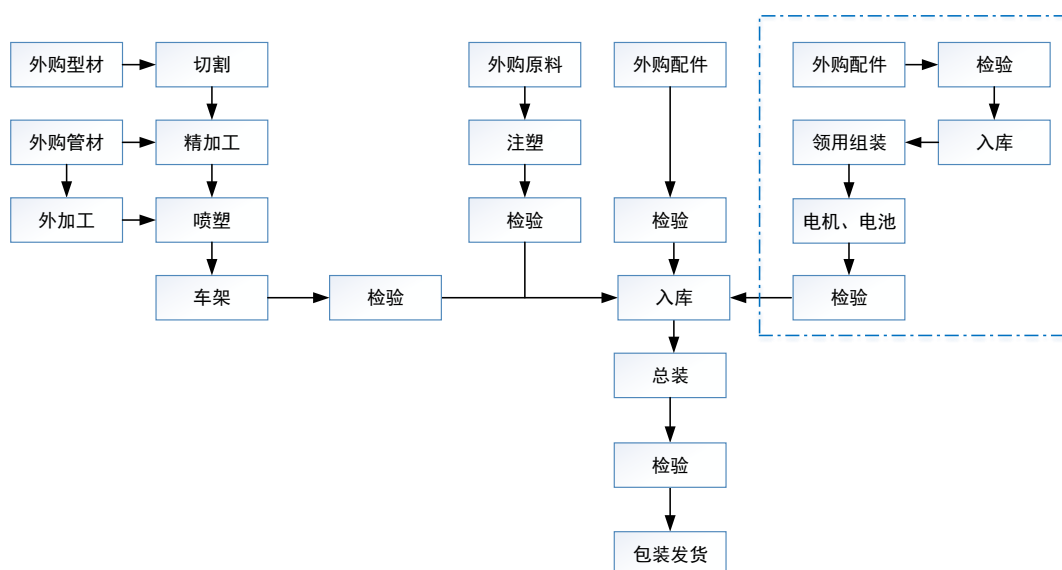 外购型材
切割
外购原料
外购配件
外购配件
检验
外购管材
精加工
注塑
领用组装
入库
外加工
喷塑
检验
检验
电机、电池
车架
检验
入库
检验
总装
检验
包装发货